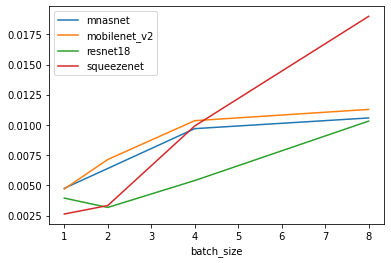 mnasnet
mobilenet_v2
resnet18
squeezenet
0.0175
0.0150
0.0125
0.0100
0.0075
0.0050
0.0025
1 2 3 4 5 6 7 8
batch_size